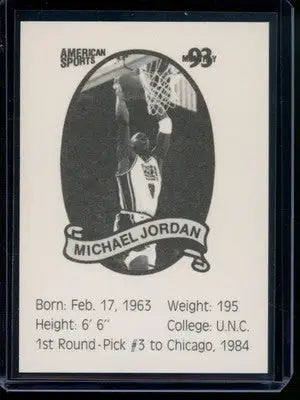 AMERICAN
SPORTS
93
MONTHLY
MICHAEL JORDAN
Born: Feb. 17, 1963 Weight: 195
Height: 6' 6" College: U.N.C.
1st Round-Pick #3 to Chicago, 1984